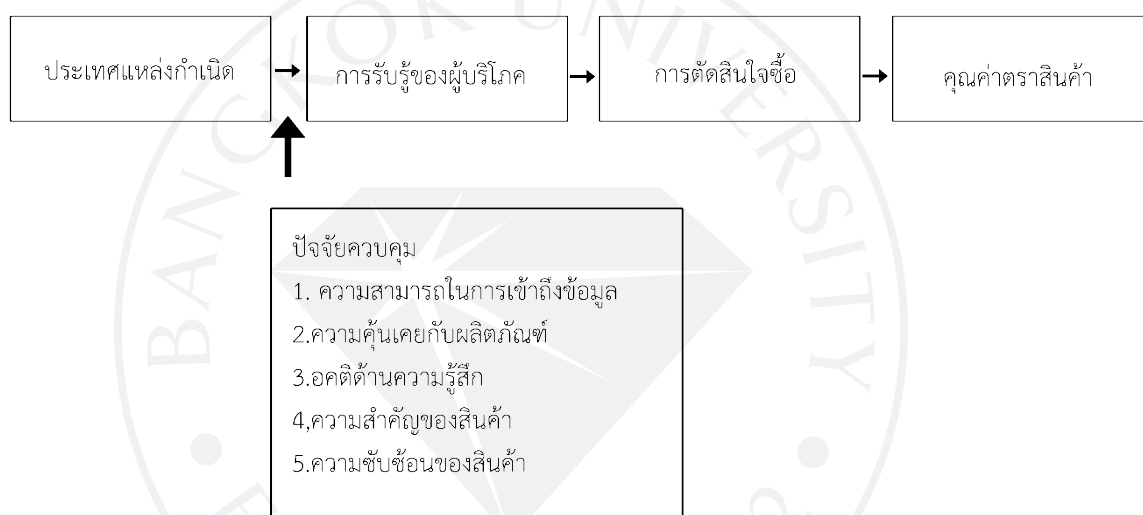 ประเทศแหล่งกำเนิด
การรับรู้ของผู้บริโภค
การตัดสินใจซื้อ
คุณค่าตราสินค้า
ปัจจัยควบคุม
1. ความสามารถในการเข้าถึงข้อมูล
2.ความคุ้นเคยกับผลิตภัณฑ์
3.อคติด้านความรู้สึก
4,ความสำคัญของสินค้า
5.ความซับซ้อนของสินค้า
BANGKOK UNIVERSITY